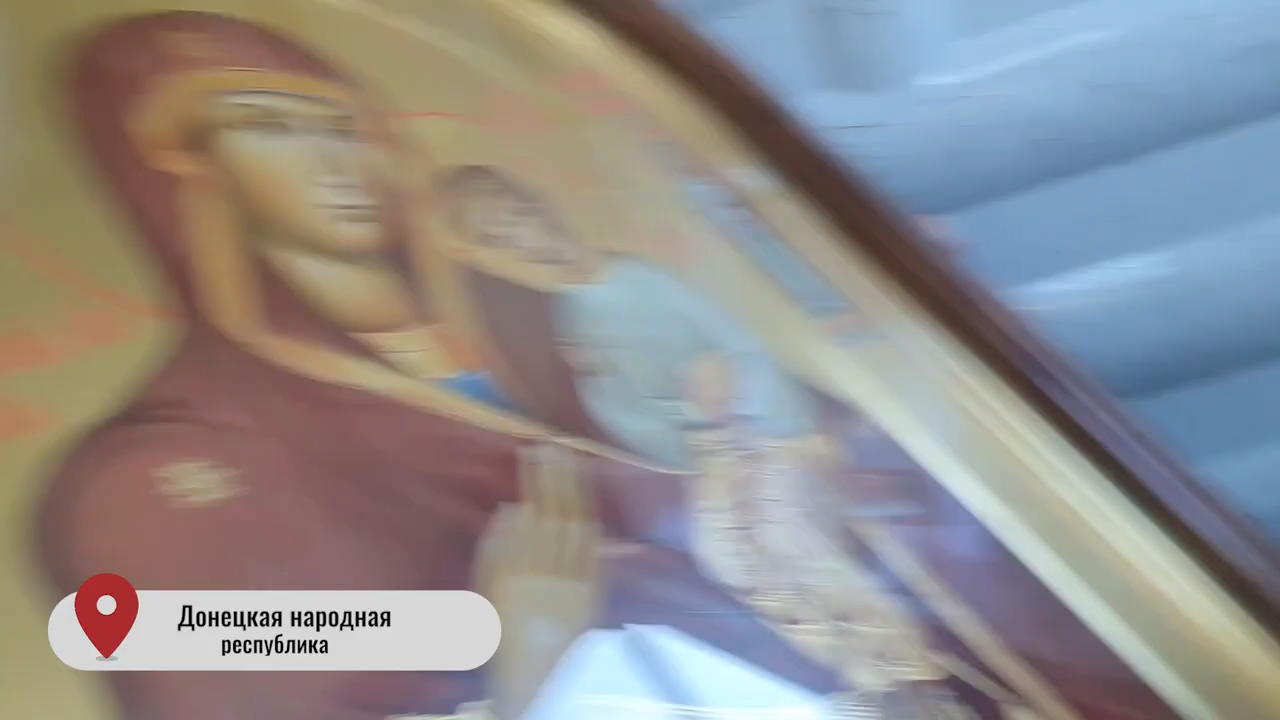 Донецкая народная
республика